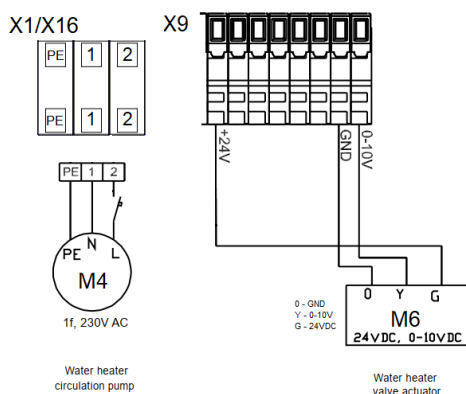 X1/X16
X9
PE 1 2
PE 1 2
+24V
GND
0-10V
PE 1 2
PE N L
M4
1f, 230V AC
Water heater
circulation pump
0 - GND
Y - 0-10V
G - 24VDC
0 Y G
M6
24VDC, 0-10VDC
Water heater
valve actuator